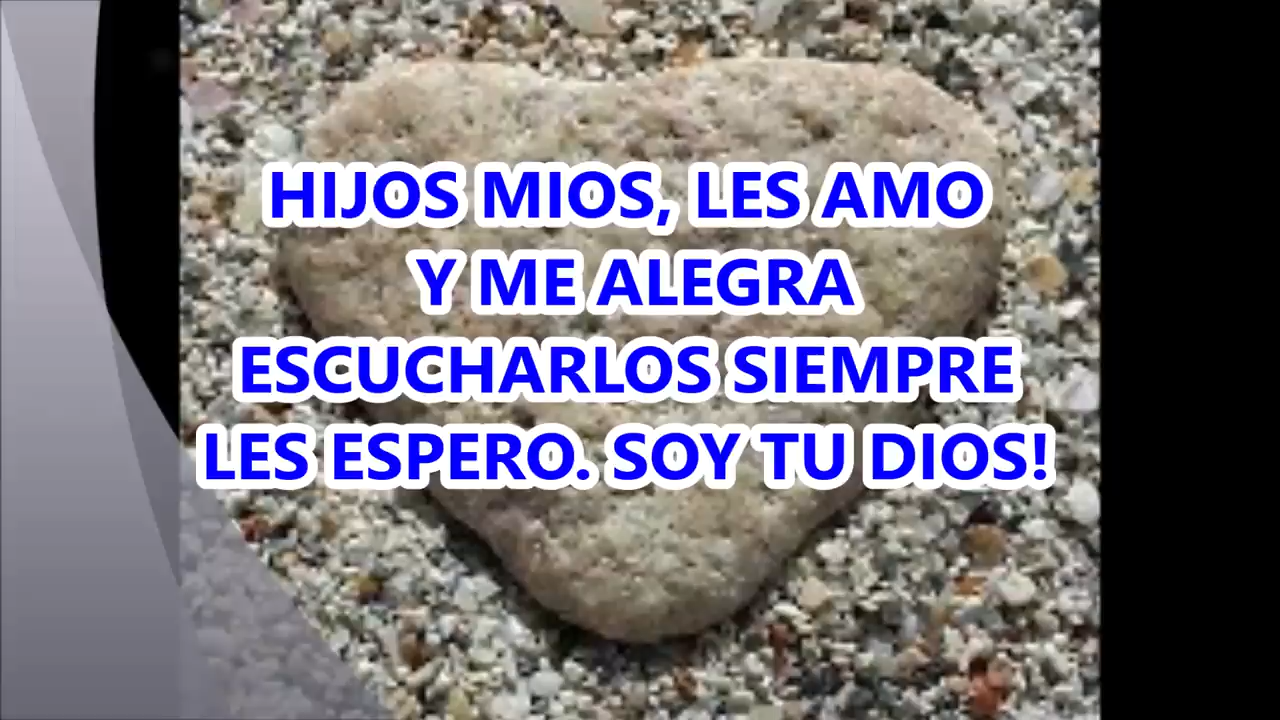 HIJOS MIOS, LES AMO
Y ME ALEGRA
ESCUCHARLOS SIEMPRE
LES ESPERO. SOY TU DIOS!